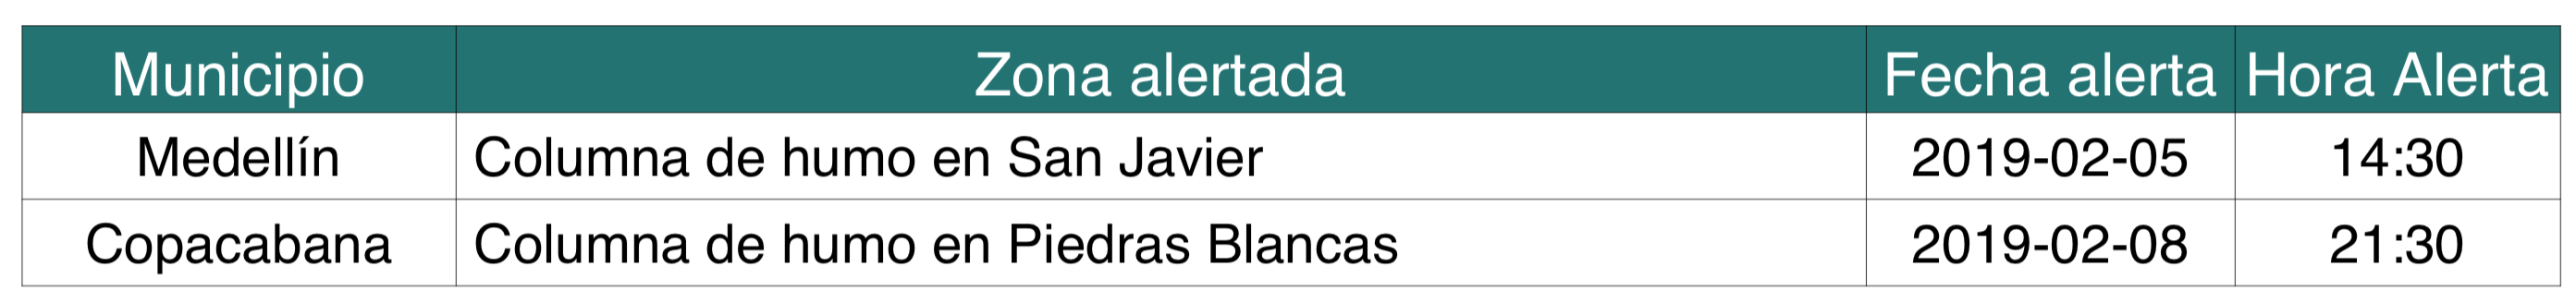 Municipio Zona alertada Fecha alerta Hora Alerta
Medellín Columna de humo en San Javier 2019-02-05 14:30
Copacabana Columna de humo en Piedras Blancas 2019-02-08 21:30